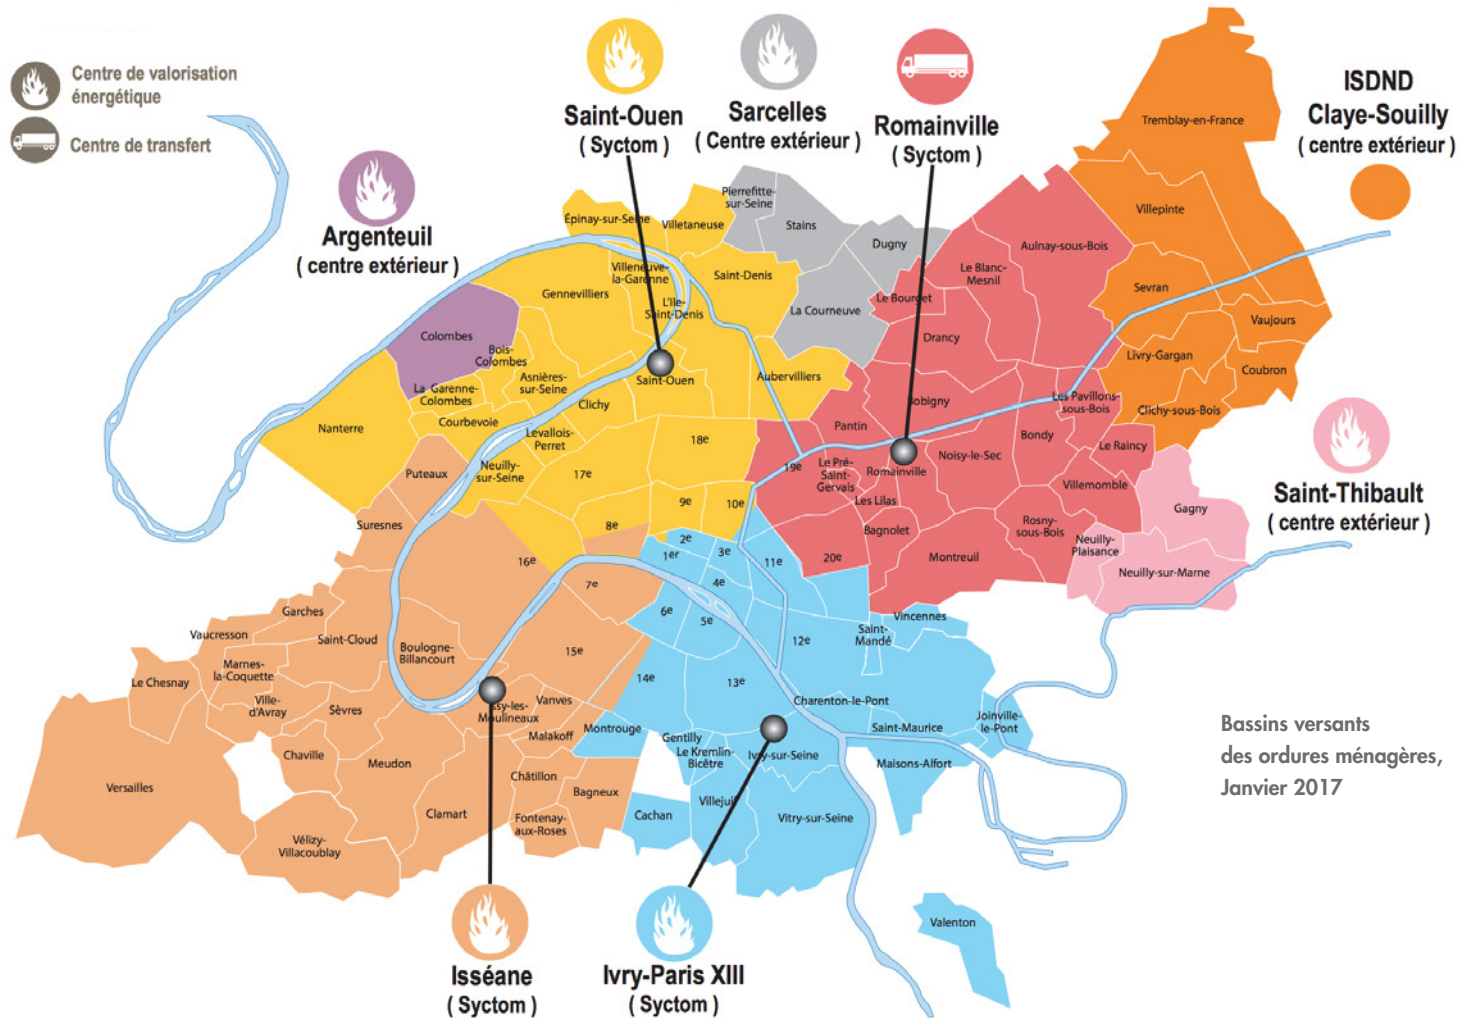 Centre de valorisation
énergétique
Centre de transfert
Argenteuil
( centre extérieur )
Saint-Ouen
( Syctom )
Sarcelles
( Centre extérieur )
Romainville
( Syctom )
ISDND
Claye-Souilly
( centre extérieur )
Saint-Thibault
( centre extérieur )
Isséane
( Syctom )
Ivry-Paris XIII
( Syctom )
Bassins versants
des ordures ménagères,
Janvier 2017
Tremblay-en-France
Villepinte
Sevran
Vaujours
Livry-Gargan
Coubron
Clichy-sous-Bois
Pierrefitte-
sur-Seine
Stains
Dugny
La Courneuve
Épinay-sur-Seine
Villetaneuse
Villeneuve-
la-Garenne
Saint-Denis
Gennevilliers
L'Ile-
Saint-Denis
Colombes
Bois-
Colombes
La Garenne-
Colombes
Asnières-
sur-Seine
Saint-Ouen
Aubervilliers
Clichy
Courbevoie
Levallois-
Perret
Nanterre
Neuilly-
sur-Seine
17e
18e
9e
10e
8e
Aulnay-sous-Bois
Le Blanc-
Mesnil
Le Bourget
Drancy
Bobigny
Les Pavillons-
sous-Bois
Pantin
Bondy
Le Raincy
19e
Le Pré-
Saint-
Gervais
Romainville
Noisy-le-Sec
Villemomble
Les Lilas
Bagnolet
Rosny-
sous-Bois
Montreuil
20e
Gagny
Neuilly-
Plaisance
Neuilly-sur-Marne
Puteaux
Suresnes
16e
7e
Garches
Vaucresson
Saint-Cloud
Boulogne-
Billancourt
15e
Marnes-
la-Coquette
Le Chesnay
Ville-
d'Avray
Sèvres
Issy-les-
Moulineaux
Vanves
Malakoff
Chaville
Meudon
Versailles
Châtillon
Bagneux
Clamart
Fontenay-
aux-Roses
Vélizy-
Villacoublay
2e
1er
3e
11e
4e
6e
5e
12e
Saint-
Mandé
Vincennes
14e
13e
Charenton-le-Pont
Montrouge
Gentilly
Le Kremlin-
Bicêtre
Ivry-sur-Seine
Saint-Maurice
Joinville-
le-Pont
Maisons-Alfort
Villejuif
Cachan
Vitry-sur-Seine
Valenton